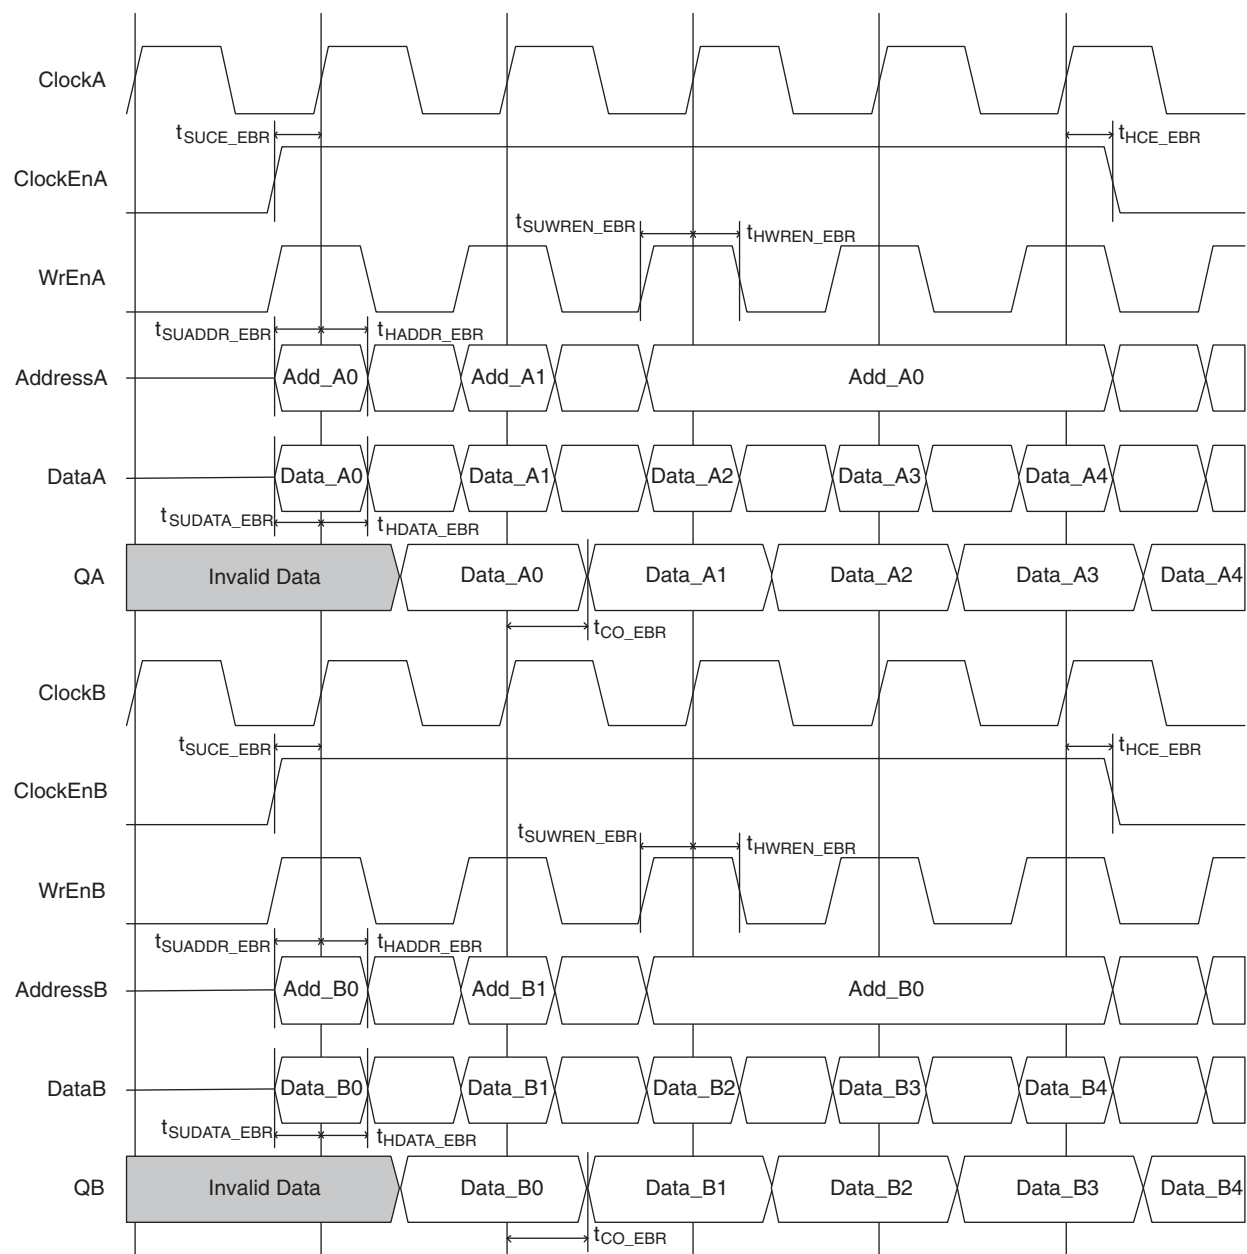 ClockA
tSUCE_EBR
tHCE_EBR
ClockEnA
tSUWREN_EBR
tHWREN_EBR
WrEnA
tSUADDR_EBR
tHADDR_EBR
AddressA
Add_A0
Add_A1
Add_A0
DataA
Data_A0
Data_A1
Data_A2
Data_A3
Data_A4
tSUDATA_EBR
tHDATA_EBR
QA
Invalid Data
Data_A0
Data_A1
Data_A2
Data_A3
Data_A4
tCO_EBR
ClockB
tSUCE_EBR
tHCE_EBR
ClockEnB
tSUWREN_EBR
tHWREN_EBR
WrEnB
tSUADDR_EBR
tHADDR_EBR
AddressB
Add_B0
Add_B1
Add_B0
DataB
Data_B0
Data_B1
Data_B2
Data_B3
Data_B4
tSUDATA_EBR
tHDATA_EBR
QB
Invalid Data
Data_B0
Data_B1
Data_B2
Data_B3
Data_B4
tCO_EBR